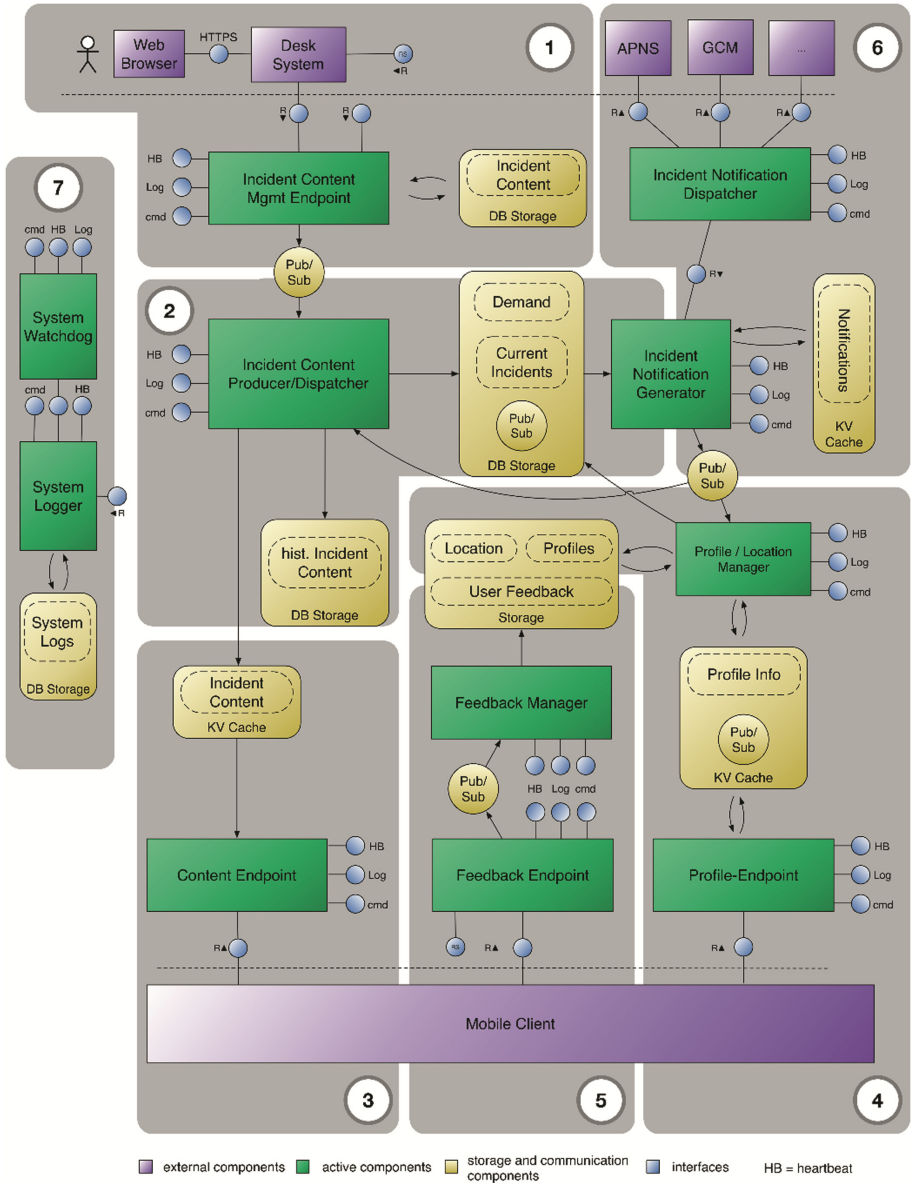 Web
Browser
HTTPS
Desk
System
RS
◄R
1
APNS
GCM
...
6
R▲
R▲
R▲
R
▼
R
▼
HB
Log
cmd
Incident Content
Mgmt Endpoint
Incident
Content
DB Storage
Incident Notification
Dispatcher
HB
Log
cmd
7
cmd
HB
Log
System
Watchdog
cmd
HB
System
Logger
◄R
System
Logs
DB Storage
Pub/
Sub
R▼
2
HB
Log
cmd
Incident Content
Producer/Dispatcher
Demand
Current
Incidents
Pub/
Sub
DB Storage
Incident
Notification
Generator
HB
Log
cmd
Notifications
KV
Cache
Pub/
Sub
hist. Incident
Content
DB Storage
Location
Profiles
User Feedback
Storage
Profile / Location
Manager
HB
Log
cmd
Incident
Content
KV Cache
Feedback Manager
HB
Log
cmd
Pub/
Sub
Profile Info
Pub/
Sub
KV Cache
Content Endpoint
HB
Log
cmd
Feedback Endpoint
Profile-Endpoint
HB
Log
cmd
R▲
RS
R▲
R▲
Mobile Client
3
5
4
external components
active components
storage and communication
components
interfaces
HB = heartbeat